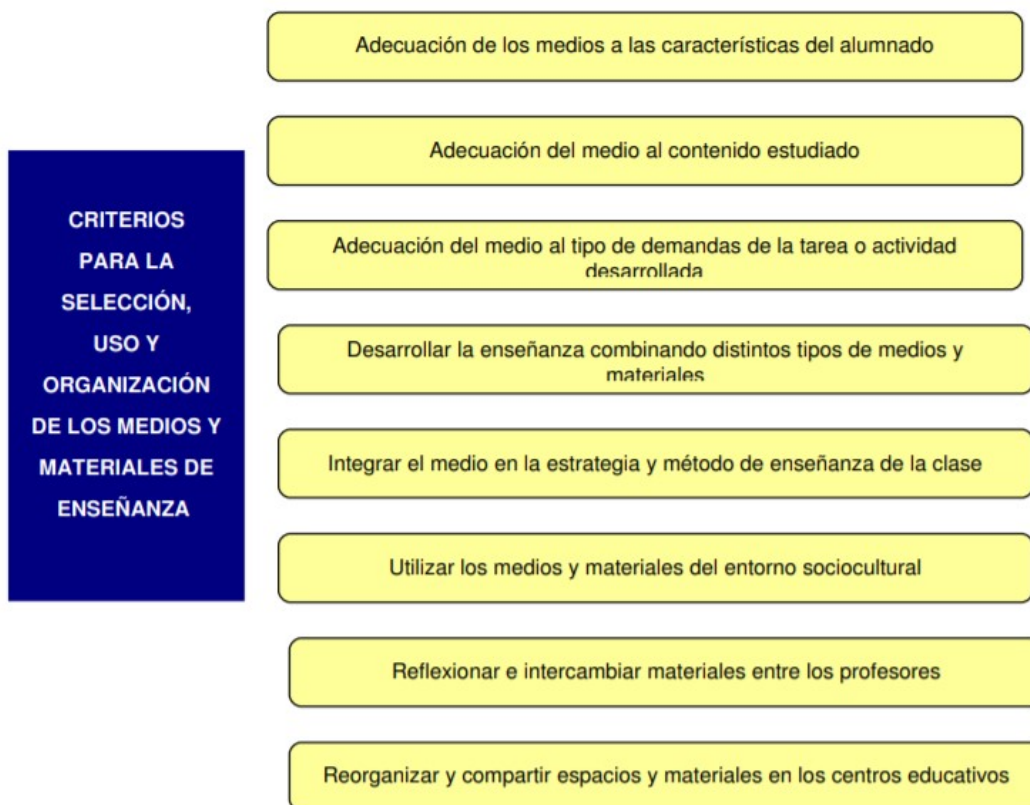 CRITERIOS
PARA LA
SELECCIÓN,
USO Y
ORGANIZACIÓN
DE LOS MEDIOS Y
MATERIALES DE
ENSEÑANZA
Adecuación de los medios a las características del alumnado
Adecuación del medio al contenido estudiado
Adecuación del medio al tipo de demandas de la tarea o actividad
desarrollada
Desarrollar la enseñanza combinando distintos tipos de medios y
materiales
Integrar el medio en la estrategia y método de enseñanza de la clase
Utilizar los medios y materiales del entorno sociocultural
Reflexionar e intercambiar materiales entre los profesores
Reorganizar y compartir espacios y materiales en los centros educativos